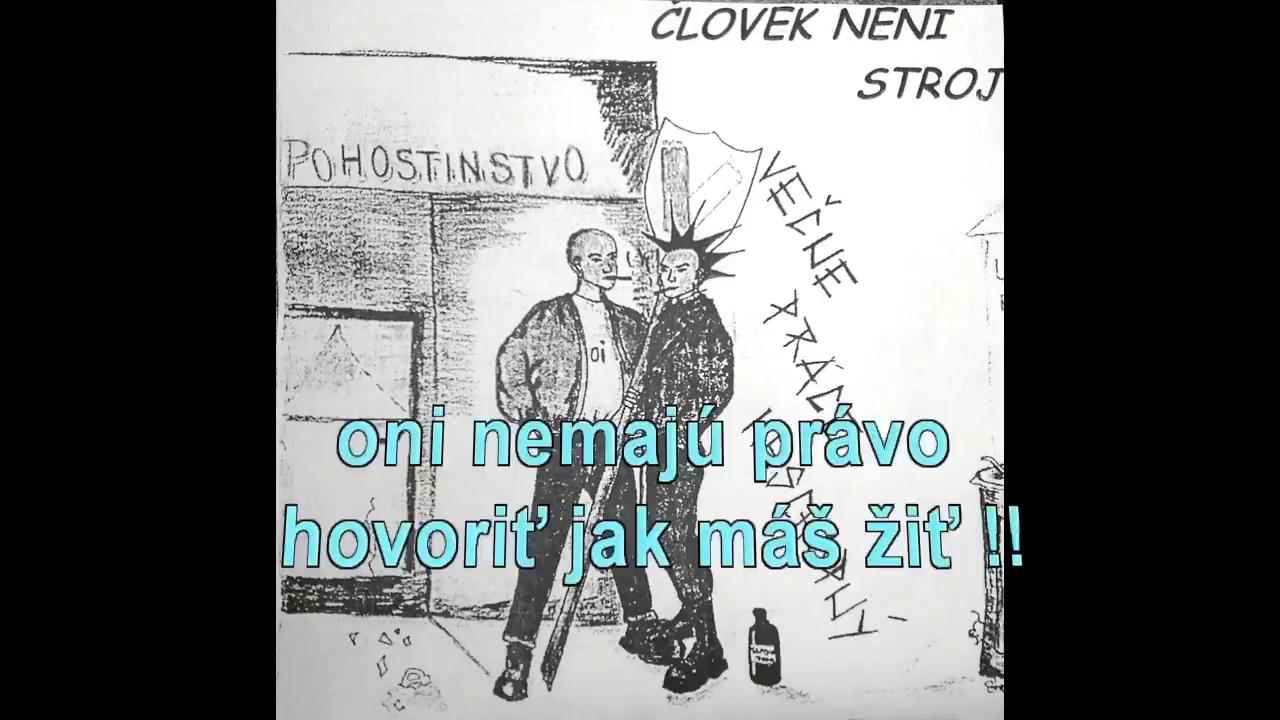 ČLOVEK NENI
STROJ
POHOSTINSTVO
VEČNE
oi
oni nemajú právo
hovoriť jak máš žiť !!